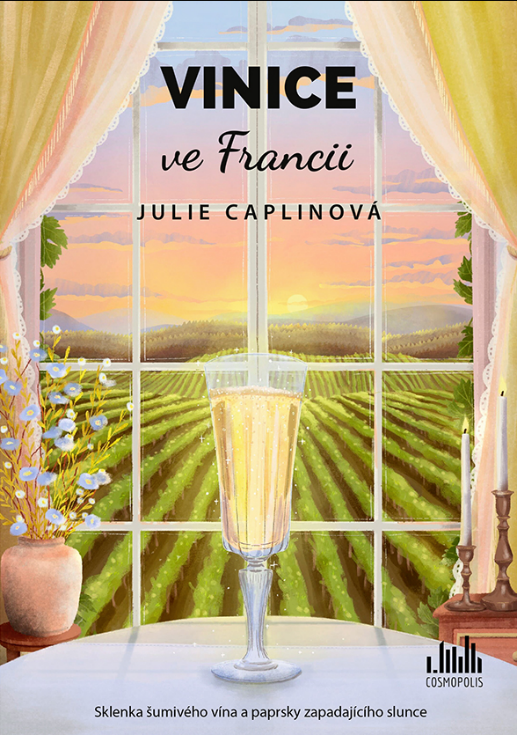 VINICE
ve Francii
JULIE CAPLINOVÁ
COSMOPOLIS
Sklenka šumivého vína a paprsky zapadajícího slunce